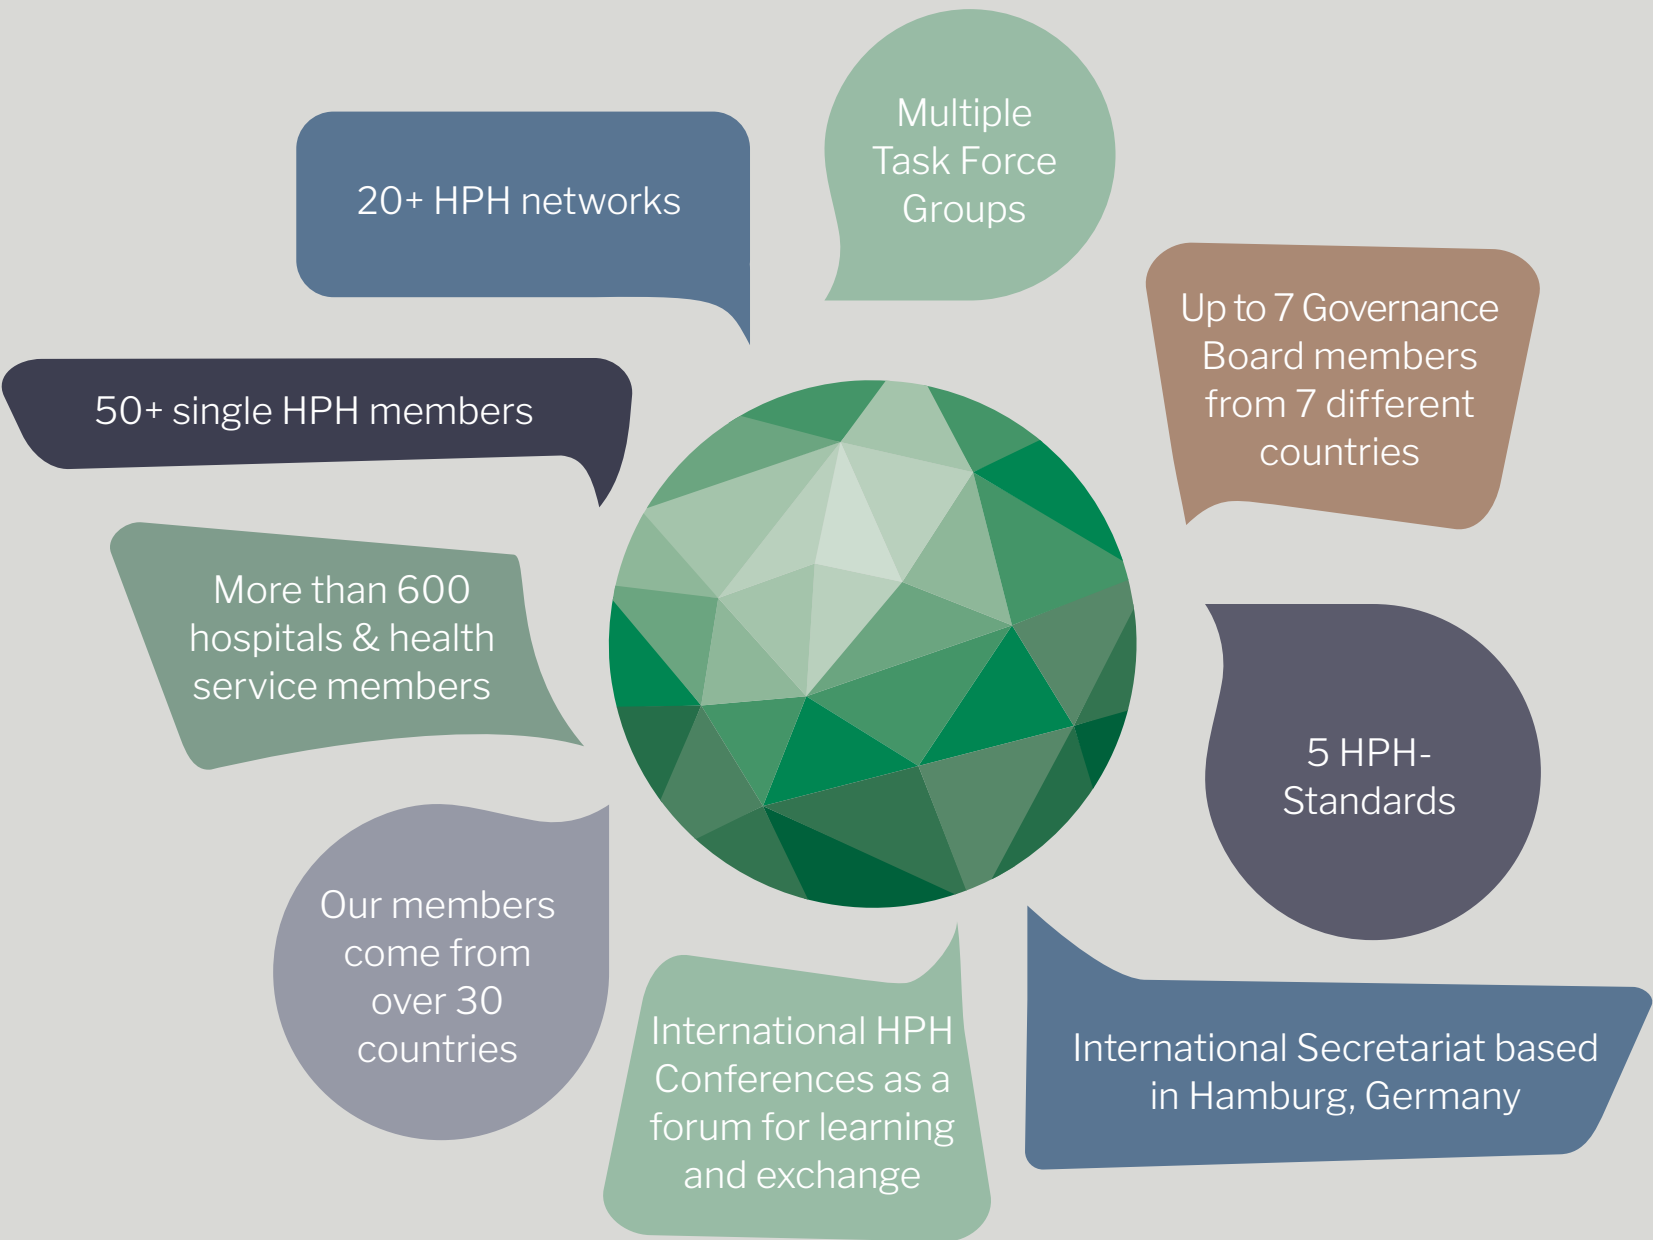 Multiple
Task Force
Groups
20+ HPH networks
Up to 7 Governance
Board members
from 7 different
countries
50+ single HPH members
More than 600
hospitals & health
service members
5 HPH-
Standards
Our members
come from
over 30
countries
International HPH
Conferences as a
forum for learning
and exchange
International Secretariat based
in Hamburg, Germany